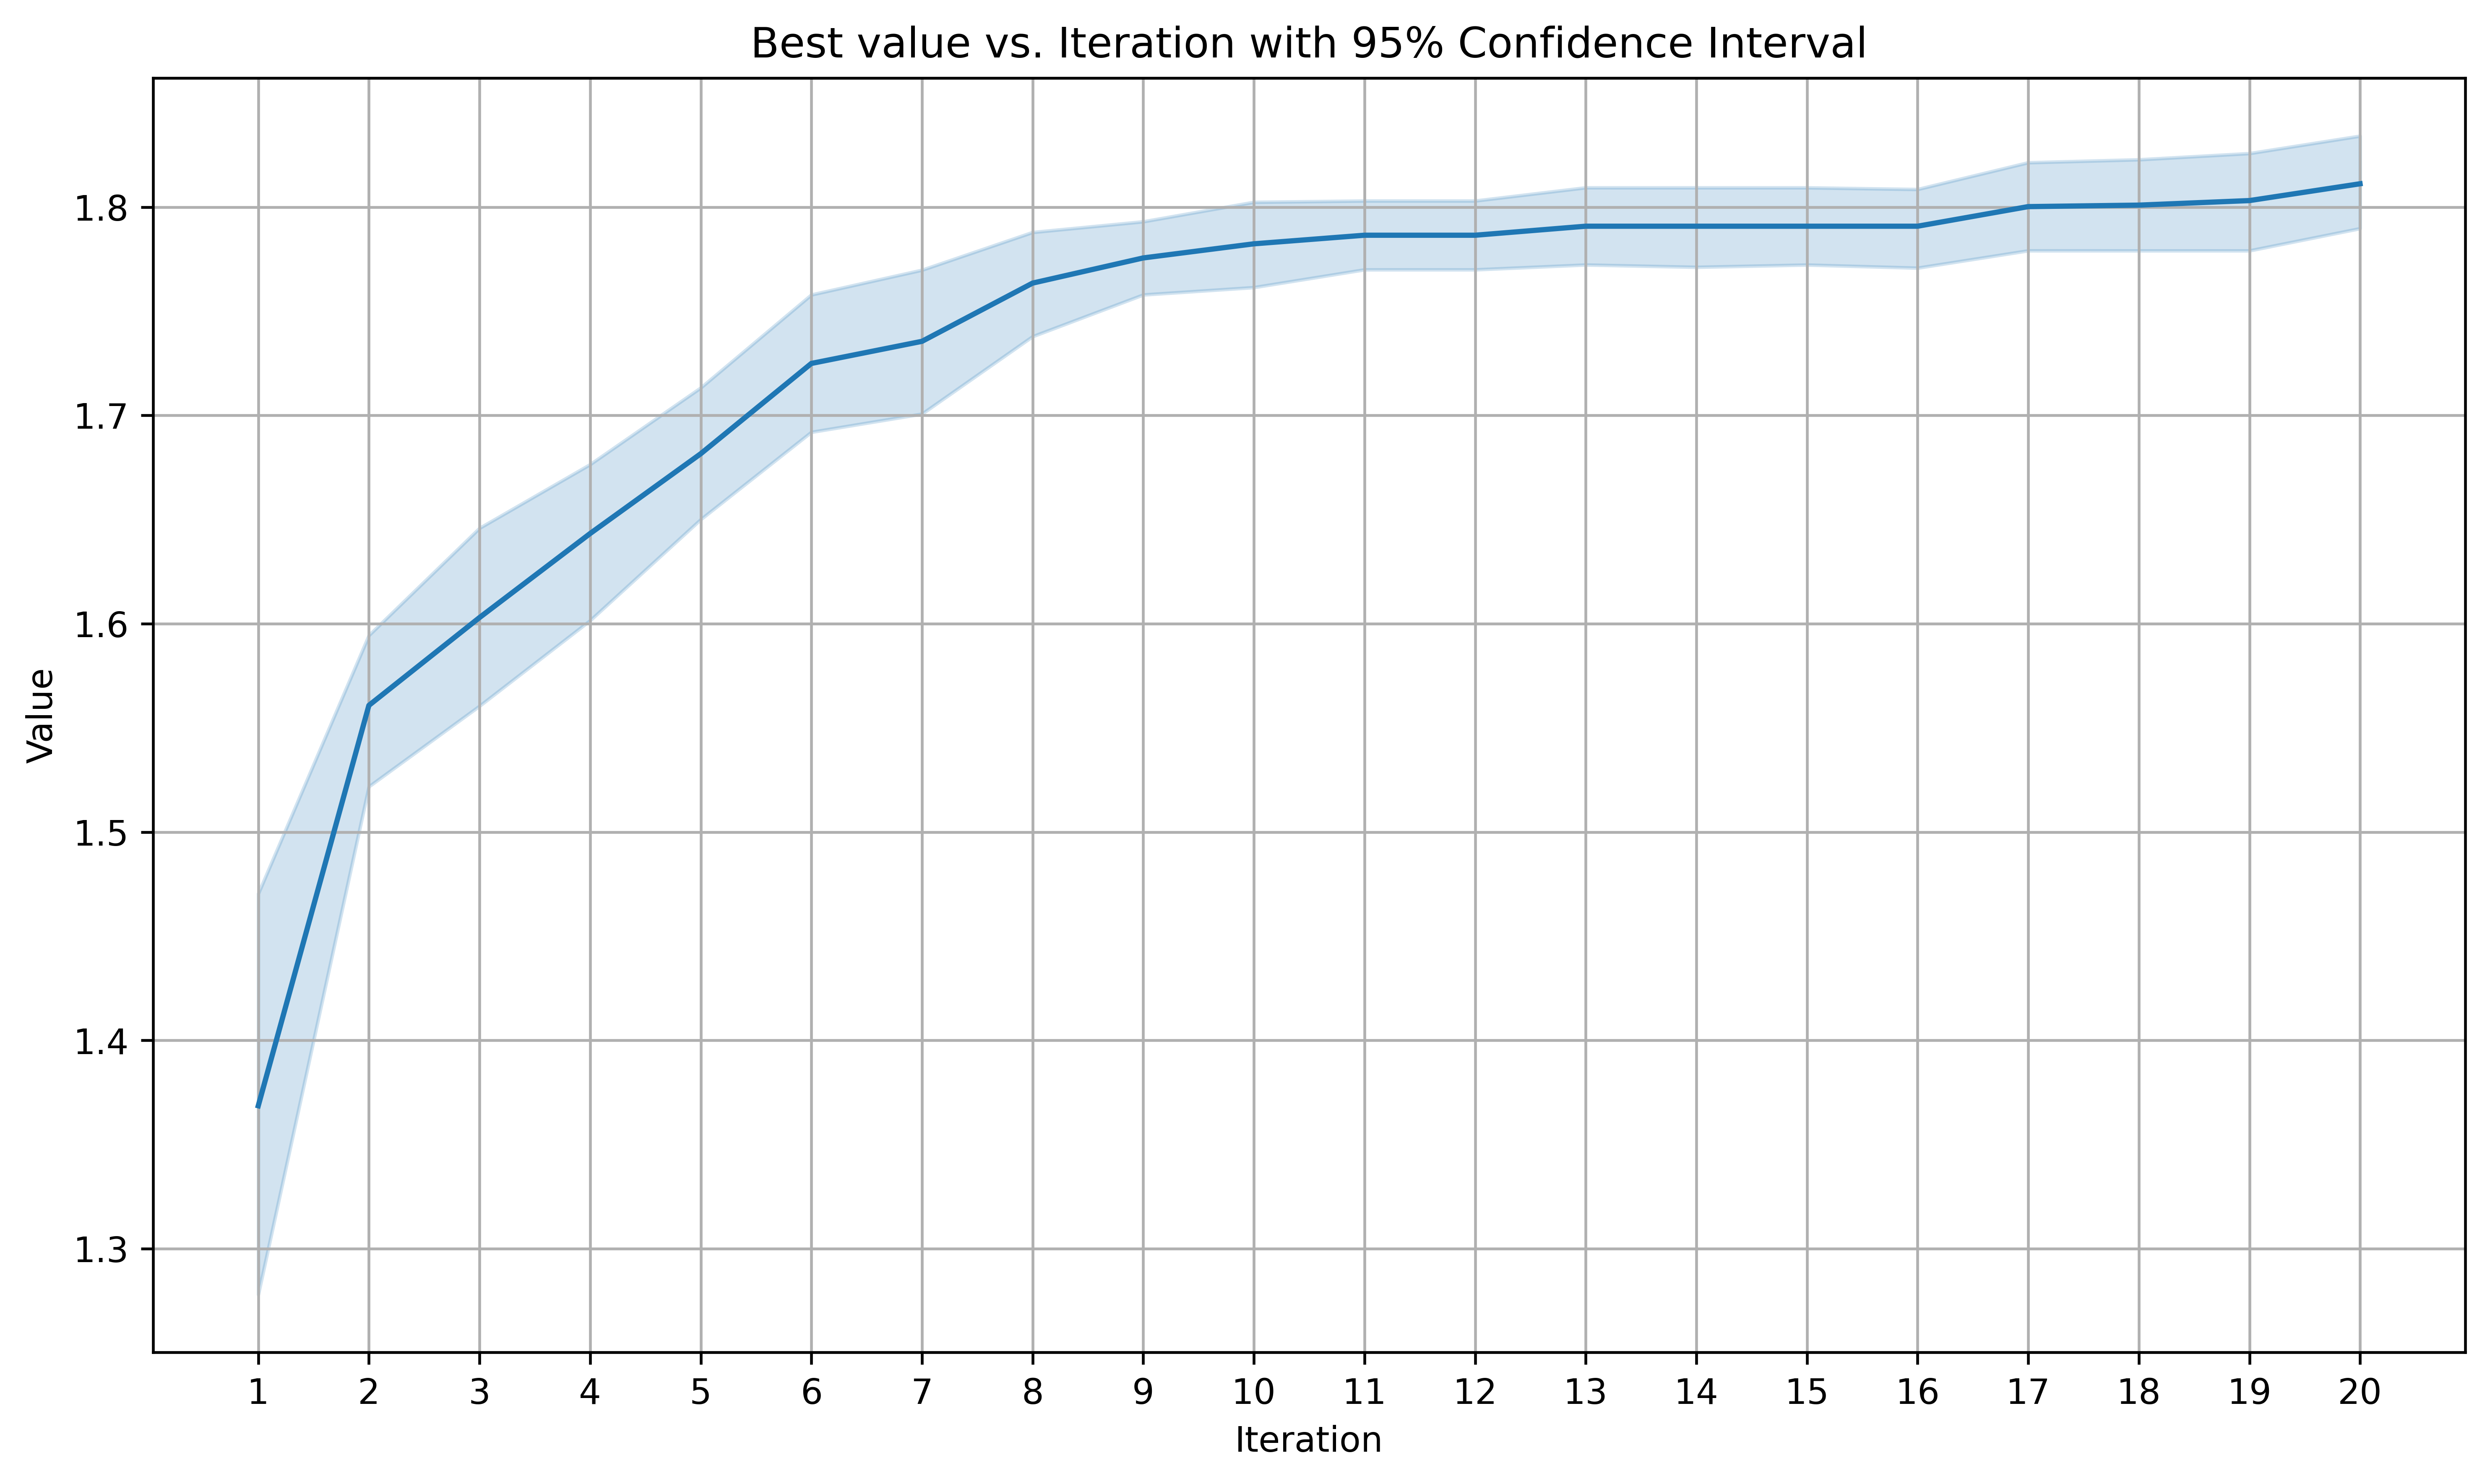 Best value vs. Iteration with 95% Confidence Interval
Value
1.8
1.7
1.6
1.5
1.4
1.3
1 2 3 4 5 6 7 8 9 10 11 12 13 14 15 16 17 18 19 20
Iteration